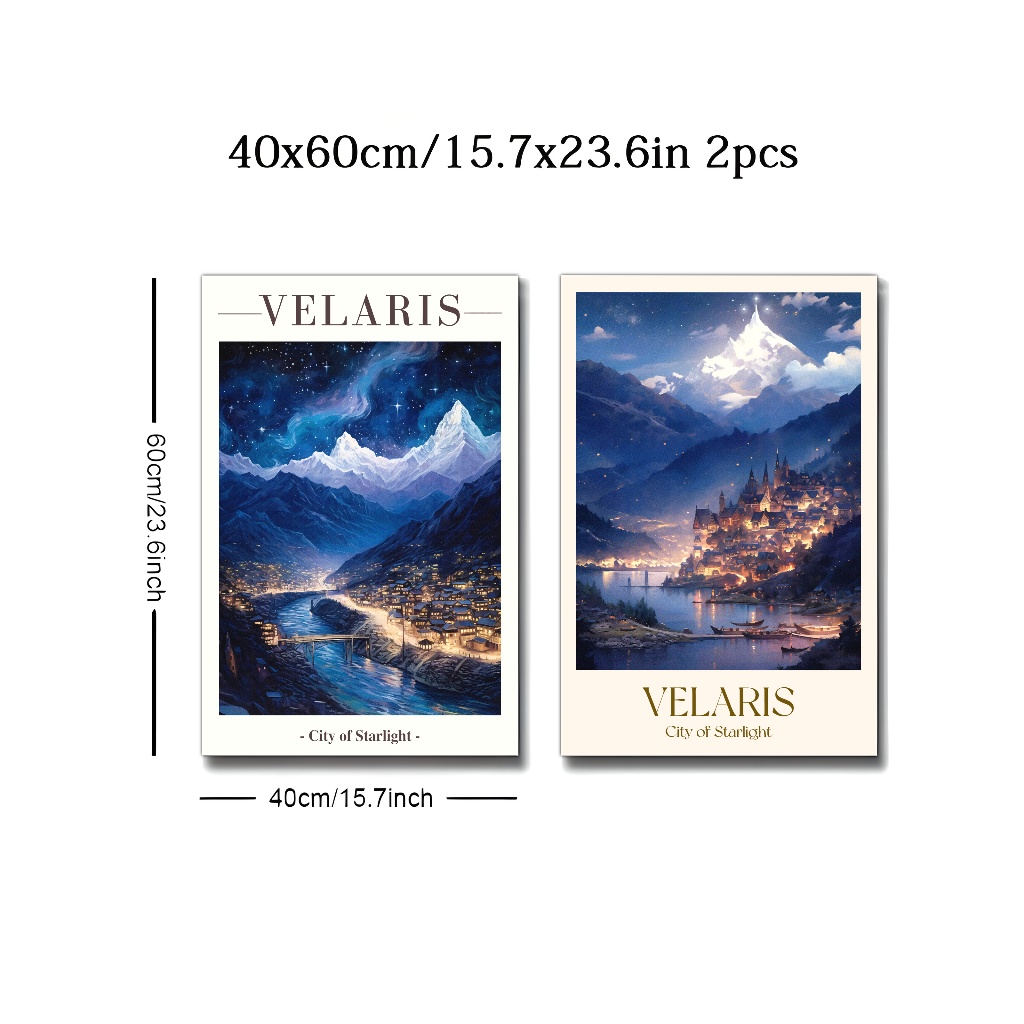 40x60cm/15.7x23.6in 2pcs
VELARIS
- City of Starlight -
VELARIS
City of Starlight
60cm/23.6inch
40cm/15.7inch